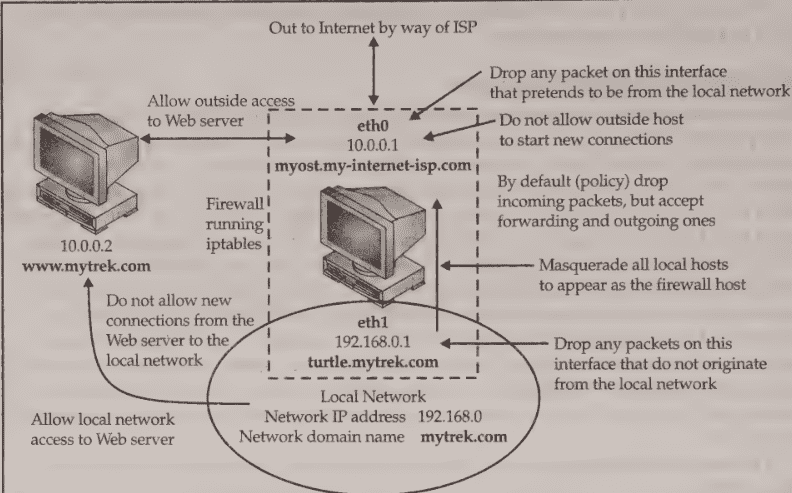 Out to Internet by way of ISP
Drop any packet on this interface
that pretends to be from the local network
Allow outside access
to Web server
eth0
10.0.0.1
myost.my-internet-isp.com
Do not allow outside host
to start new connections
By default (policy) drop
incoming packets, but accept
forwarding and outgoing ones
Firewall
running
iptables
10.0.0.2
www.mytrek.com
Masquerade all local hosts
to appear as the firewall host
Do not allow new
connections from the
Web server to the
local network
eth1
192.168.0.1
turtle.mytrek.com
Drop any packets on this
interface that do not originate
from the local network
Allow local network
access to Web server
Local Network
Network IP address 192.168.0
Network domain name mytrek.com